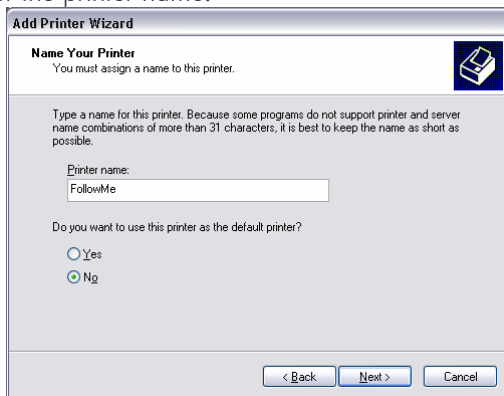 the printer name.
Add Printer Wizard
Name Your Printer
You must assign a name to this printer.
Type a name for this printer. Because some programs do not support printer and server
name combinations of more than 31 characters, it is best to keep the name as short as
possible.
Printer name:
FollowMe
Do you want to use this printer as the default printer?
Yes
No
< Back Next > Cancel